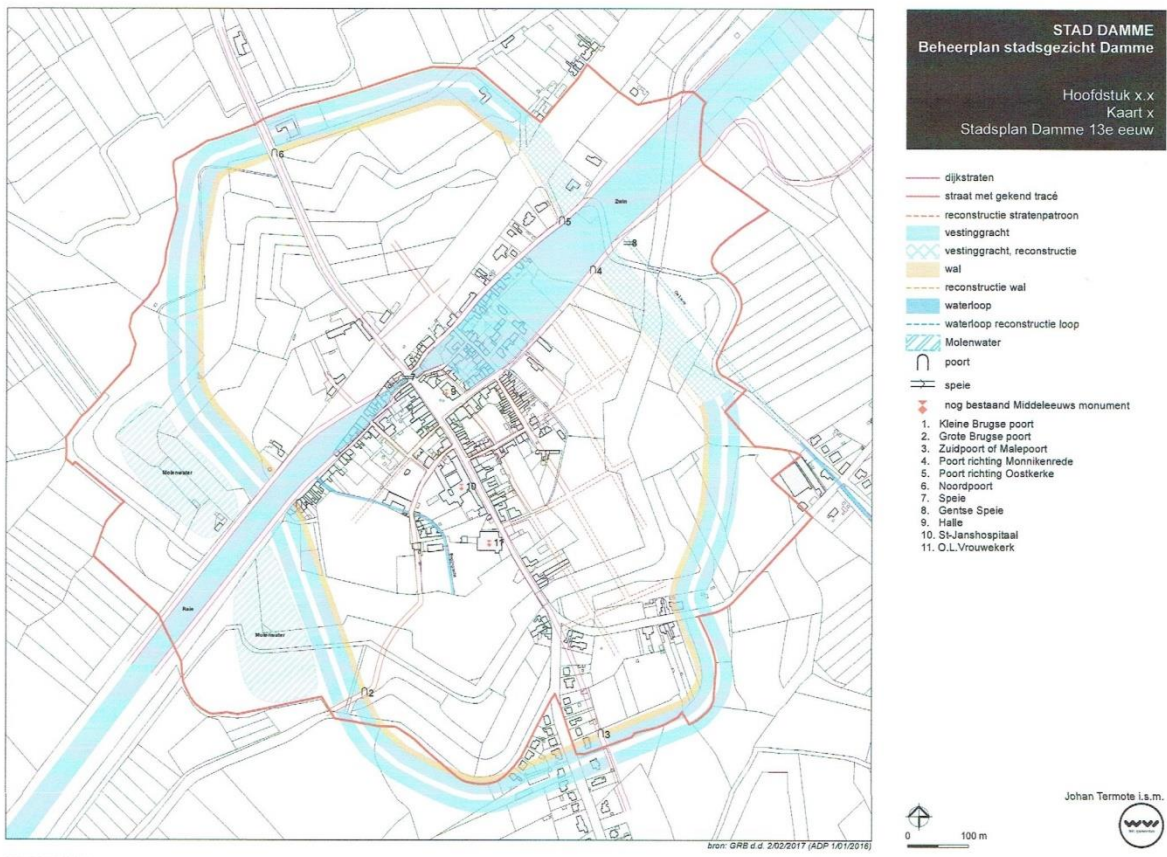 STAD DAMME
Beheerplan stadsgezicht Damme
Hoofdstuk x.x
Kaart x
Stadsplan Damme 13e eeuw
dijkstraten
straat met gekend tracé
reconstructie stratenpatroon
vestinggracht
vestinggracht, reconstructie
wal
reconstructie wal
waterloop
waterloop reconstructie loop
Molenwater
poort
speie
nog bestaand Middeleeuws monument
1. Kleine Brugse poort
2. Grote Brugse poort
3. Zuidpoort of Malepoort
4. Poort richting Monnikenrede
5. Poort richting Oostkerke
6. Noordpoort
7. Speie
8. Gentse Speie
9. Halle
10. St-Janshospitaal
11. O.L.Vrouwekerk
6
5
Zwin
8
4
7
9
Molenwater
10
1
11
Reie
Molenwater
2
3
Johan Termote i.s.m.
0 100 m
bron: GRB d.d. 2/02/2017 (ADP 1/01/2016)